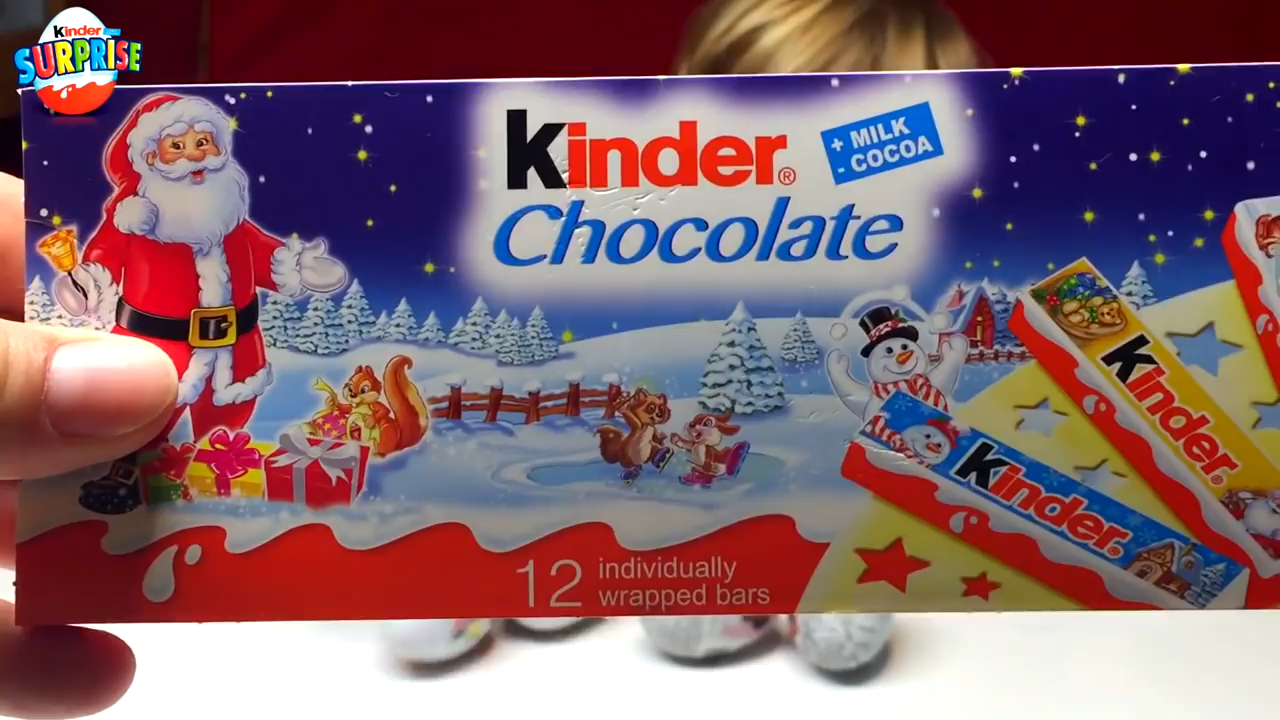 Kinder
SURPRISE
Kinder®
Chocolate
+ MILK
- COCOA
Kinder®
Kinder®
12 individually
wrapped bars